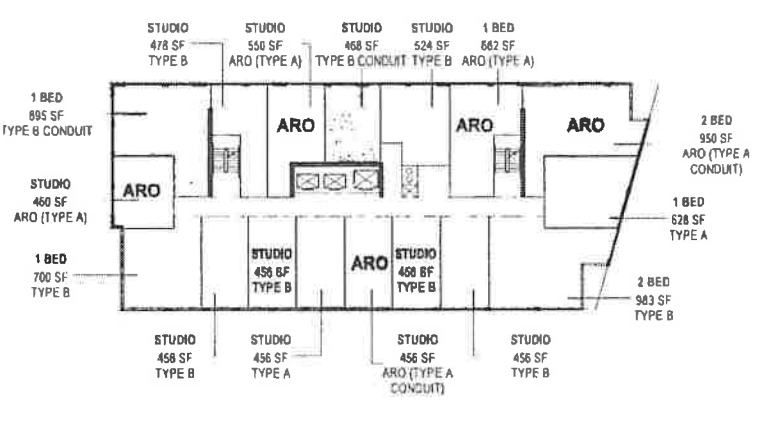 STUDIO
478 SF
TYPE B
STUDIO
550 SF
ARO (TYPE A)
STUDIO
468 SF
TYPE B CONDUIT
STUDIO
524 SF
TYPE B
1 BED
682 SF
ARO (TYPE A)
1 BED
695 SF
TYPE B CONDUIT
ARO
ARO
ARO
2 BED
950 SF
ARO (TYPE A
CONDUIT)
STUDIO
460 SF
ARO (TYPE A)
ARO
1 BED
628 SF
TYPE A
1 BED
700 SF
TYPE B
STUDIO
456 SF
TYPE B
ARO
STUDIO
456 SF
TYPE B
2 BED
983 SF
TYPE B
STUDIO
456 SF
TYPE B
STUDIO
456 SF
TYPE A
STUDIO
456 SF
ARO (TYPE A
CONDUIT)
STUDIO
456 SF
TYPE B